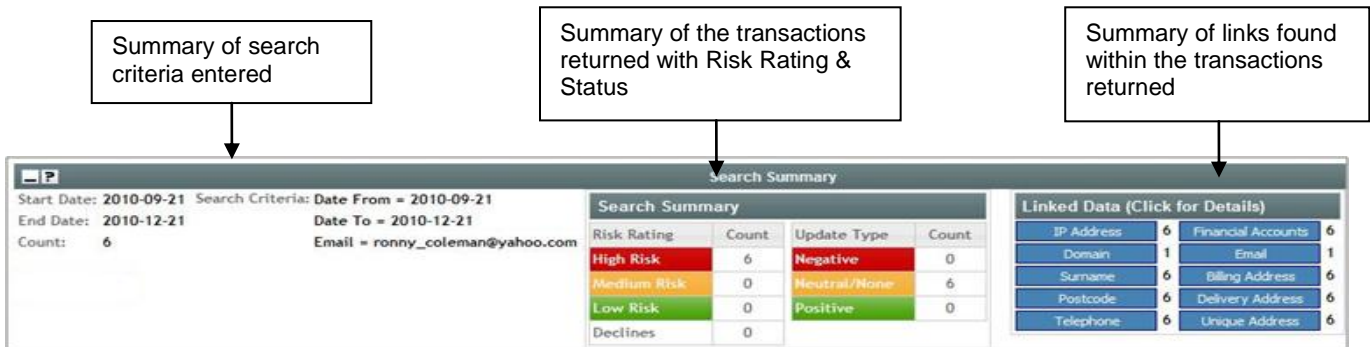 Summary of search
criteria entered
Summary of the transactions
returned with Risk Rating &
Status
Summary of links found
within the transactions
returned
?
Search Summary
Start Date: 2010-09-21 Search Criteria: Date From = 2010-09-21
End Date: 2010-12-21 Date To = 2010-12-21
Count: 6 Email = ronny_coleman@yahoo.com
Search Summary
Risk Rating Count Update Type Count
High Risk 6 Negative 0
Medium Risk 0 Neutral/None 6
Low Risk 0 Positive 0
Declines 0
Linked Data (Click for Details)
IP Address 6 Financial Accounts 6
Domain 1 Email 1
Surname 6 Billing Address 6
Postcode 6 Delivery Address 6
Telephone 6 Unique Address 6